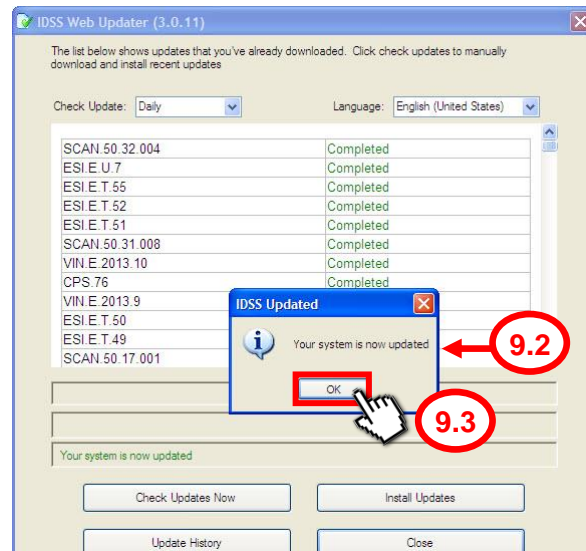 IDSS Web Updater (3.0.11)
The list below shows updates that you've already downloaded. Click check updates to manually
download and install recent updates
Check Update: Daily Language: English (United States)
SCAN.50.32.004 Completed
ESI.E.U.7 Completed
ESI.E.T.55 Completed
ESI.E.T.52 Completed
ESI.E.T.51 Completed
SCAN.50.31.008 Completed
VIN.E.2013.10 Completed
CPS.76 Completed
VIN.E.2013.9
ESI.E.T.50
ESI.E.T.49
SCAN.50.17.001
IDSS Updated
Your system is now updated
9.2
OK
9.3
Your system is now updated
Check Updates Now Install Updates
Update History Close